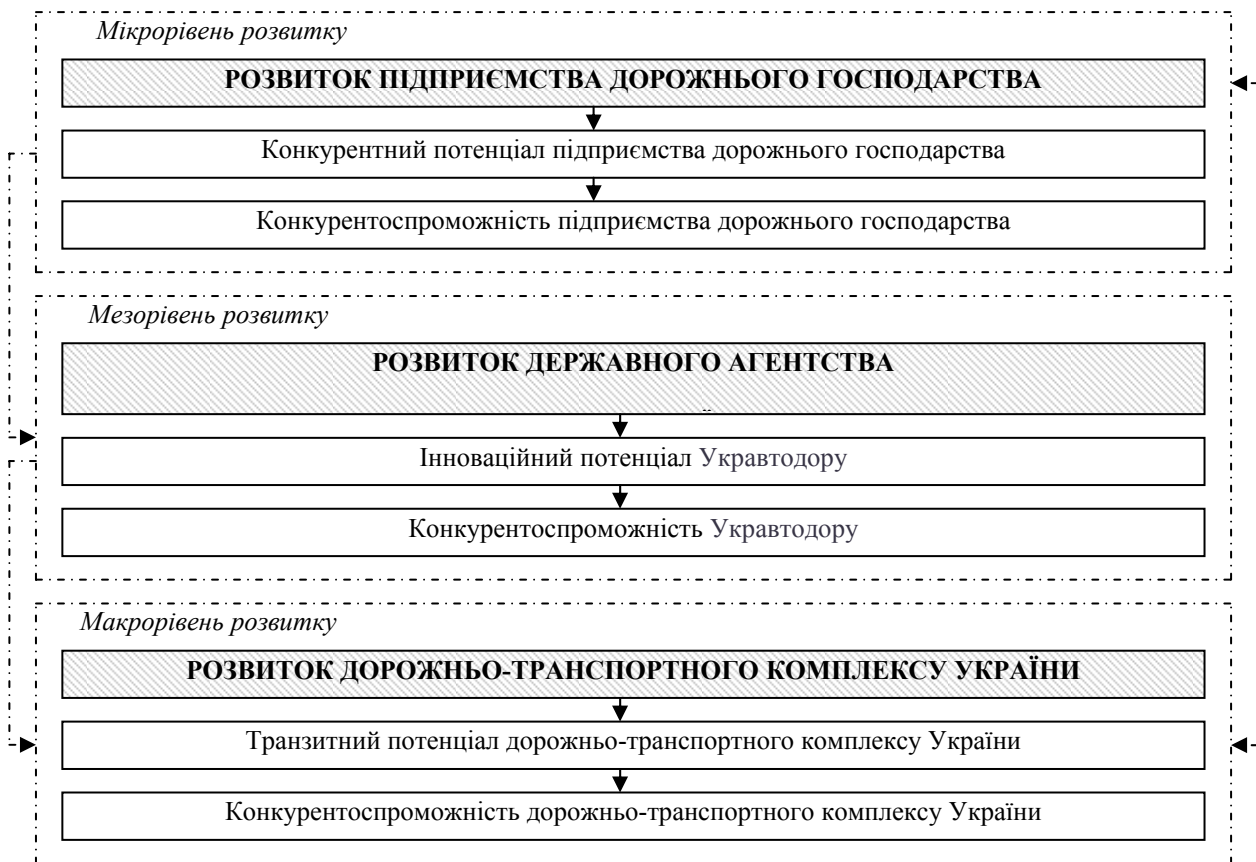 Мікрорівень розвитку
РОЗВИТОК ПІДПРИЄМСТВА ДОРОЖНЬОГО ГОСПОДАРСТВА
Конкурентний потенціал підприємства дорожнього господарства
Конкурентоспроможність підприємства дорожнього господарства
Мезорівень розвитку
РОЗВИТОК ДЕРЖАВНОГО АГЕНТСТВА
Інноваційний потенціал Укравтодору
Конкурентоспроможність Укравтодору
Макрорівень розвитку
РОЗВИТОК ДОРОЖНЬО-ТРАНСПОРТНОГО КОМПЛЕКСУ УКРАЇНИ
Транзитний потенціал дорожньо-транспортного комплексу України
Конкурентоспроможність дорожньо-транспортного комплексу України